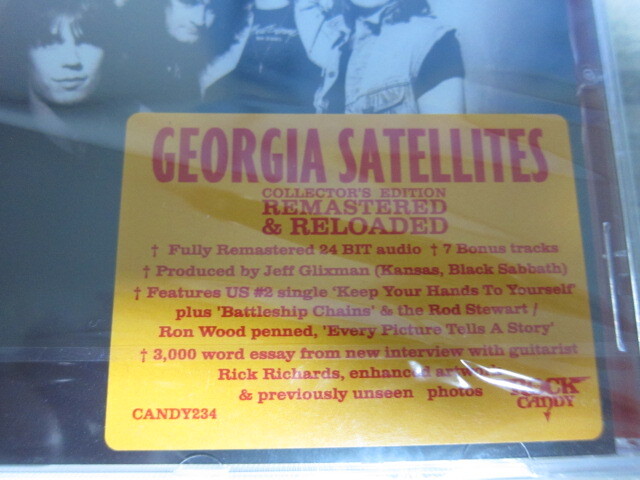 GEORGIA SATELLITES
COLLECTOR'S EDITION
REMASTERED
& RELOADED
† Fully Remastered 24 BIT audio † 7 Bonus tracks
† Produced by Jeff Glixman (Kansas, Black Sabbath)
† Features US #2 single 'Keep Your Hands To Yourself'
plus 'Battleship Chains' & the Rod Stewart /
Ron Wood penned, 'Every Picture Tells A Story'
† 3,000 word essay from new interview with guitarist
Rick Richards, enhanced artwork
& previously unseen photos
ROCK
CANDY
CANDY234